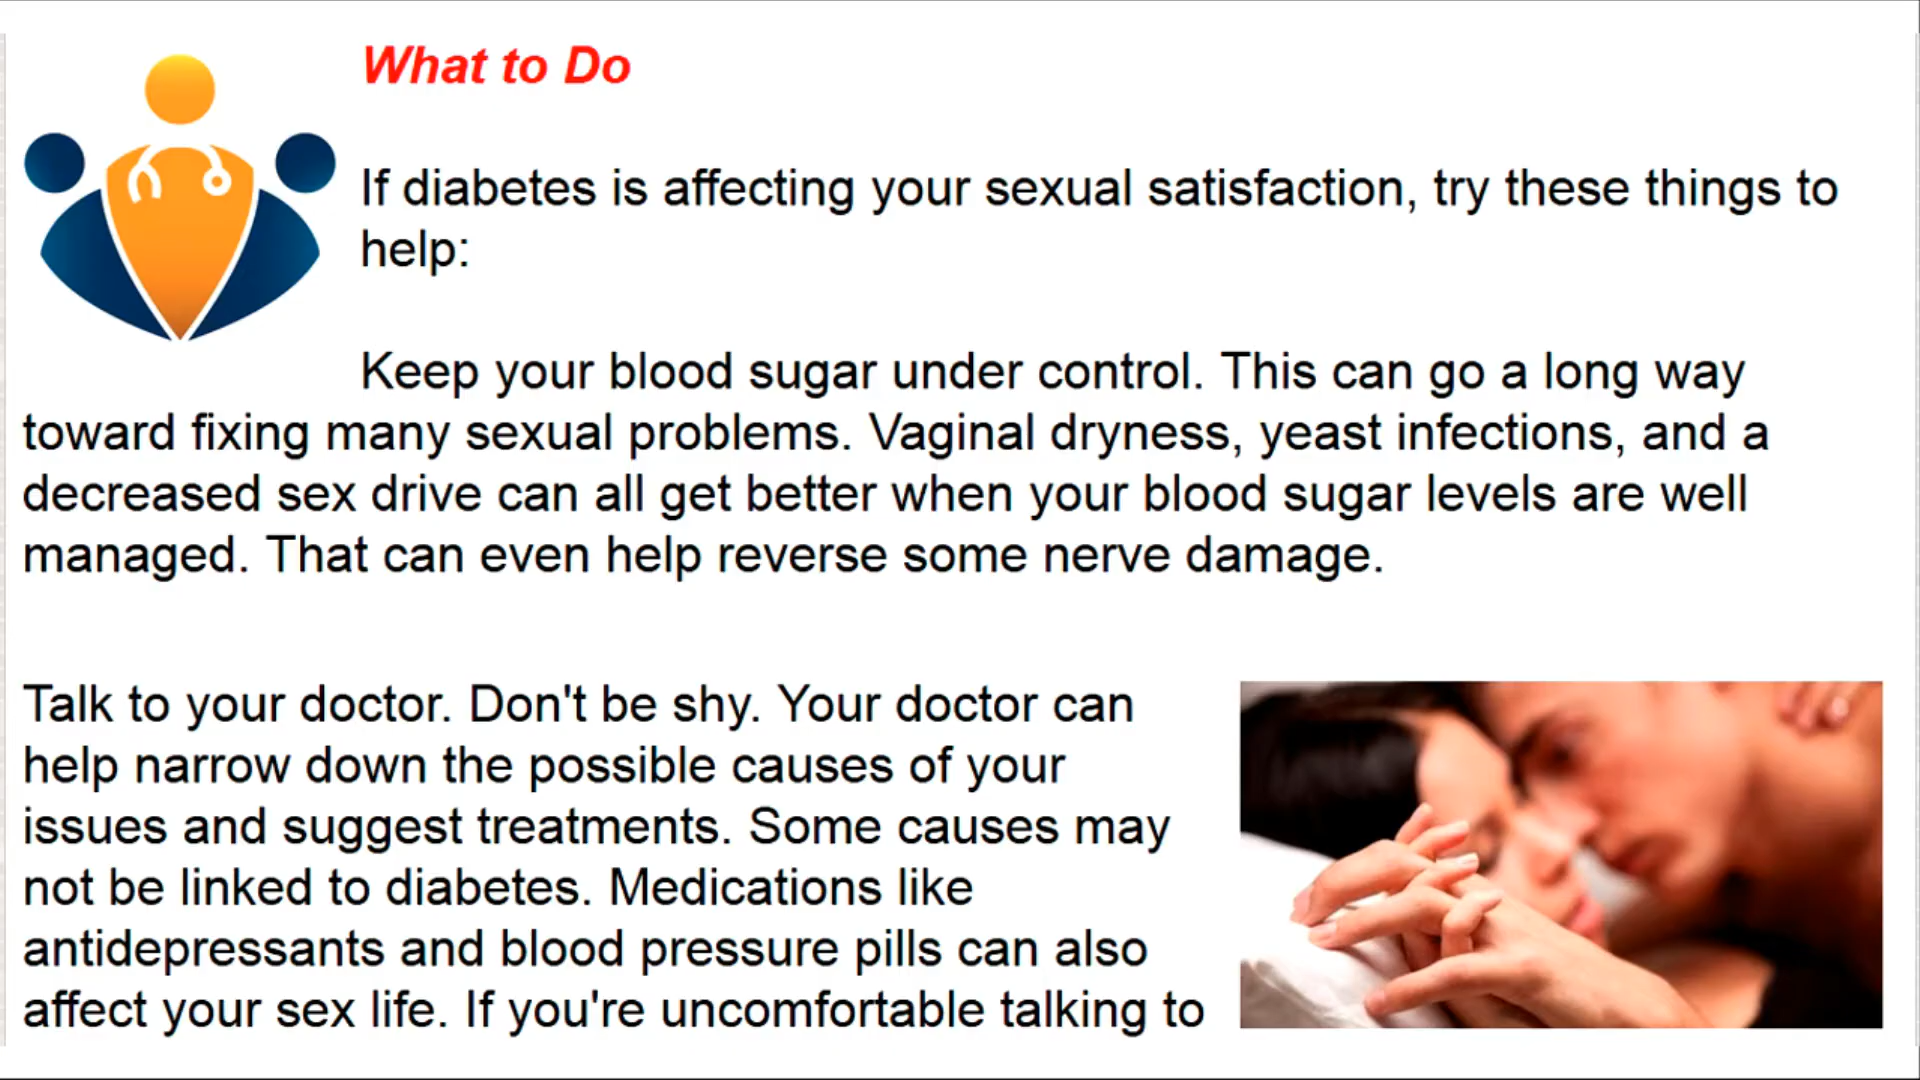 What to Do
If diabetes is affecting your sexual satisfaction, try these things to
help:
Keep your blood sugar under control. This can go a long way
toward fixing many sexual problems. Vaginal dryness, yeast infections, and a
decreased sex drive can all get better when your blood sugar levels are well
managed. That can even help reverse some nerve damage.
Talk to your doctor. Don't be shy. Your doctor can
help narrow down the possible causes of your
issues and suggest treatments. Some causes may
not be linked to diabetes. Medications like
antidepressants and blood pressure pills can also
affect your sex life. If you're uncomfortable talking to